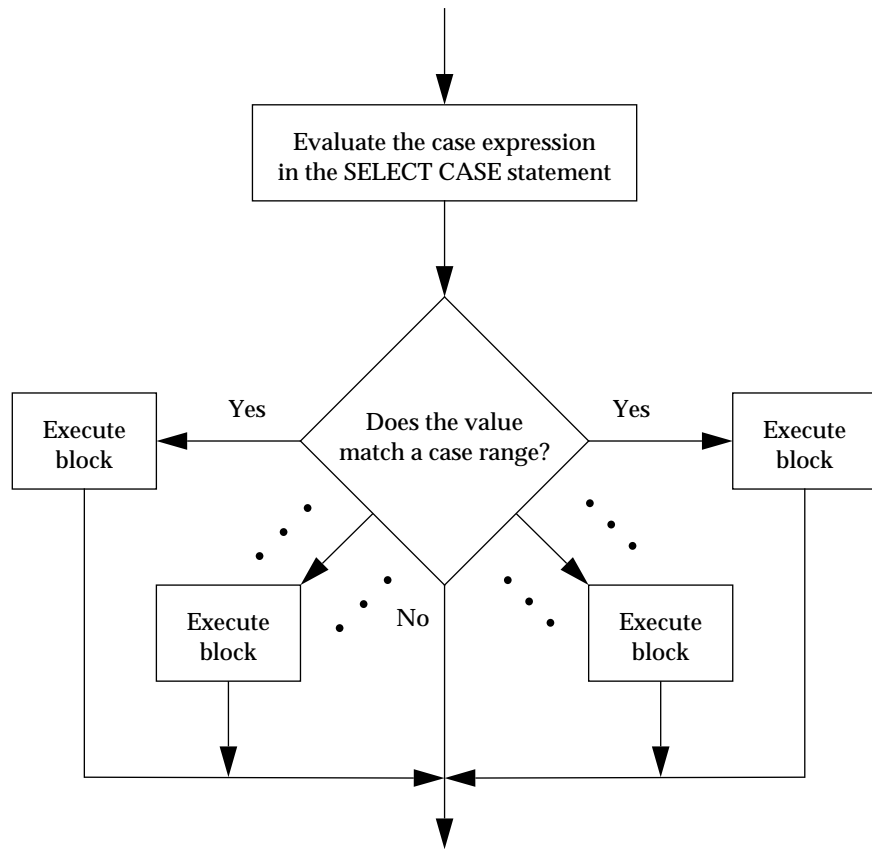 Evaluate the case expression
in the SELECT CASE statement
Does the value
match a case range?
Yes
Yes
Execute
block
Execute
block
Execute
block
No
Execute
block